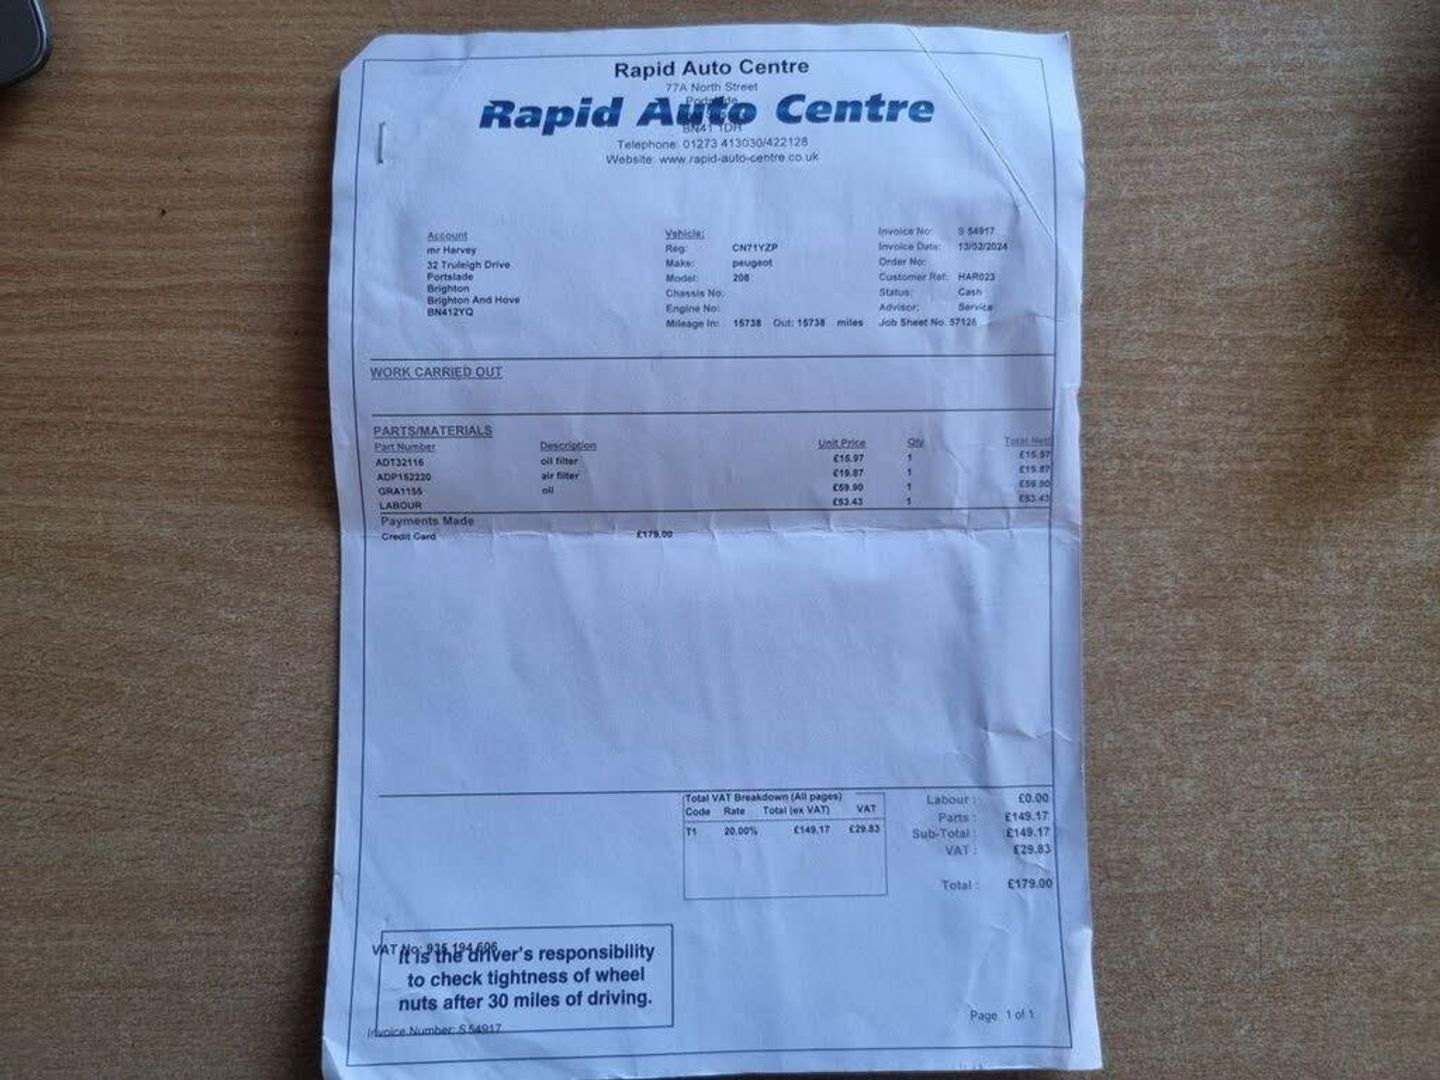 Rapid Auto Centre
77A North Street
Portslade
Rapid Auto Centre
BN41 1DH
Telephone: 01273 413030/422128
Website: www.rapid-auto-centre.co.uk
Account
mr Harvey
32 Truleigh Drive
Portslade
Brighton
Brighton And Hove
BN412YQ
Vehicle:
Reg: CN71YZP
Make: peugeot
Model: 208
Chassis No:
Engine No:
Mileage In: 15738 Out: 15738 miles
Invoice No: S 54917
Invoice Date: 13/02/2024
Order No:
Customer Ref: HAR023
Status: Cash
Advisor: Service
Job Sheet No. 57126
WORK CARRIED OUT
PARTS/MATERIALS
Part Number Description Unit Price Qty Total Nett
ADT32116 oil filter £15.97 1 £15.97
ADP152220 air filter £19.87 1 £19.87
GRA1155 oil £59.90 1 £59.90
LABOUR £53.43 1 £53.43
Payments Made
Credit Card £179.00
Total VAT Breakdown (All pages)
Code Rate Total (ex VAT) VAT
T1 20.00% £149.17 £29.83
Labour : £0.00
Parts : £149.17
Sub-Total : £149.17
VAT : £29.83
Total : £179.00
VAT No: 935 194 606
It is the driver's responsibility
to check tightness of wheel
nuts after 30 miles of driving.
Invoice Number: S 54917
Page 1 of 1